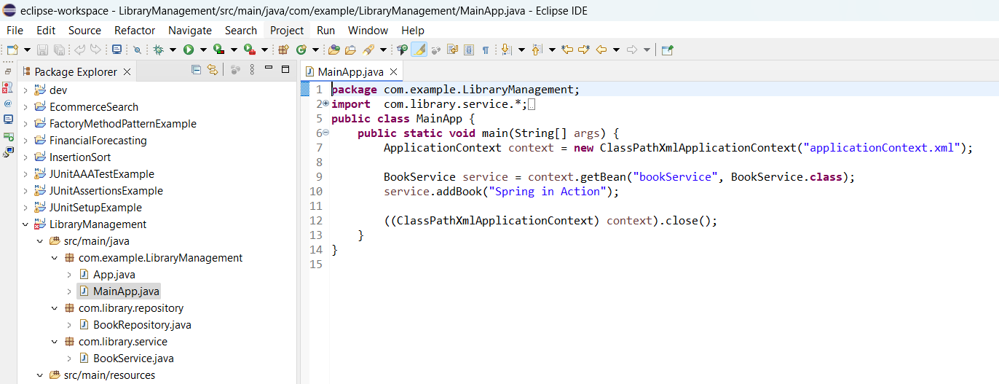 eclipse-workspace - LibraryManagement/src/main/java/com/example/LibraryManagement/MainApp.java - Eclipse IDE
File Edit Source Refactor Navigate Search Project Run Window Help
Package Explorer
dev
EcommerceSearch
FactoryMethodPatternExample
FinancialForecasting
InsertionSort
JUnitAAATestExample
JUnitAssertionsExample
JUnitSetupExample
LibraryManagement
src/main/java
com.example.LibraryManagement
App.java
MainApp.java
com.library.repository
BookRepository.java
com.library.service
BookService.java
src/main/resources
MainApp.java
1 package com.example.LibraryManagement;
2 import  com.library.service.*;
5 public class MainApp {
6     public static void main(String[] args) {
7         ApplicationContext context = new ClassPathXmlApplicationContext("applicationContext.xml");
8
9         BookService service = context.getBean("bookService", BookService.class);
10         service.addBook("Spring in Action");
11
12         ((ClassPathXmlApplicationContext) context).close();
13     }
14 }
15